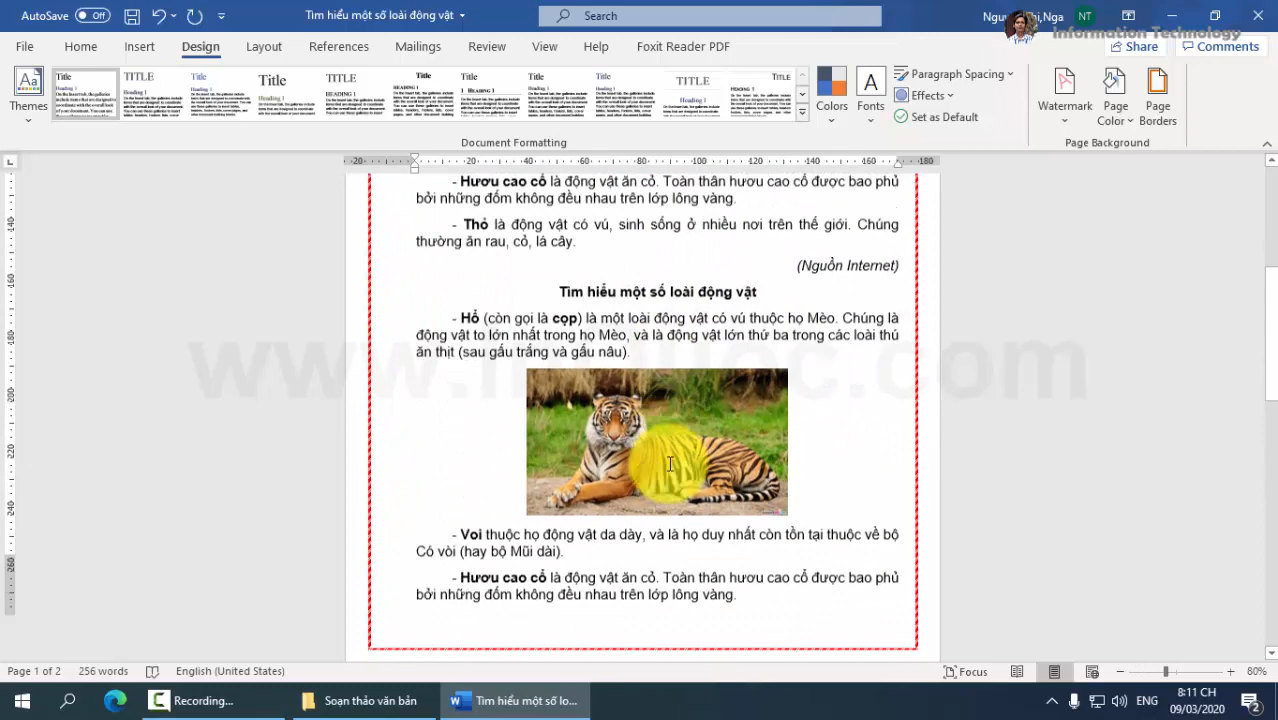 AutoSave Off
Tìm hiểu một số loài động vật
Search
NT
Information Technology
File Home Insert Design Layout References Mailings Review View Help Foxit Reader PDF
Share Comments
Colors
Fonts
Paragraph Spacing
Effects
Set as Default
Watermark
Page Color
Page Borders
Document Formatting
Page Background
- Hươu cao cổ là động vật ăn cỏ. Toàn thân hươu cao cổ được bao phủ
bởi những đốm không đều nhau trên lớp lông vàng.
- Thỏ là động vật có vú, sinh sống ở nhiều nơi trên thế giới. Chúng
thường ăn rau, cỏ, lá cây.
(Nguồn Internet)
Tìm hiểu một số loài động vật
- Hổ (còn gọi là cọp) là một loài động vật có vú thuộc họ Mèo. Chúng là
động vật to lớn nhất trong họ Mèo, và là động vật lớn thứ ba trong các loài thú
ăn thịt (sau gấu trắng và gấu nâu).
- Voi thuộc họ động vật da dày, và là họ duy nhất còn tồn tại thuộc về bộ
Có vòi (hay bộ Mũi dài).
- Hươu cao cổ là động vật ăn cỏ. Toàn thân hươu cao cổ được bao phủ
bởi những đốm không đều nhau trên lớp lông vàng.
Page 1 of 2 256 words English (United States)
Focus
80%
Recording...
Soạn thảo văn bản
Tìm hiểu một số lo...
ENG
8:11 CH
09/03/2020
2